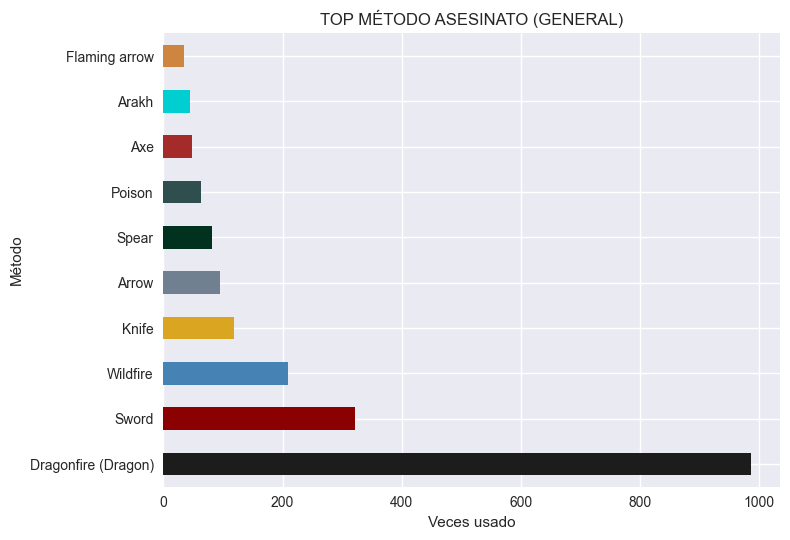 TOP MÉTODO ASESINATO (GENERAL)
Método
Flaming arrow
Arakh
Axe
Poison
Spear
Arrow
Knife
Wildfire
Sword
Dragonfire (Dragon)
0 200 400 600 800 1000
Veces usado